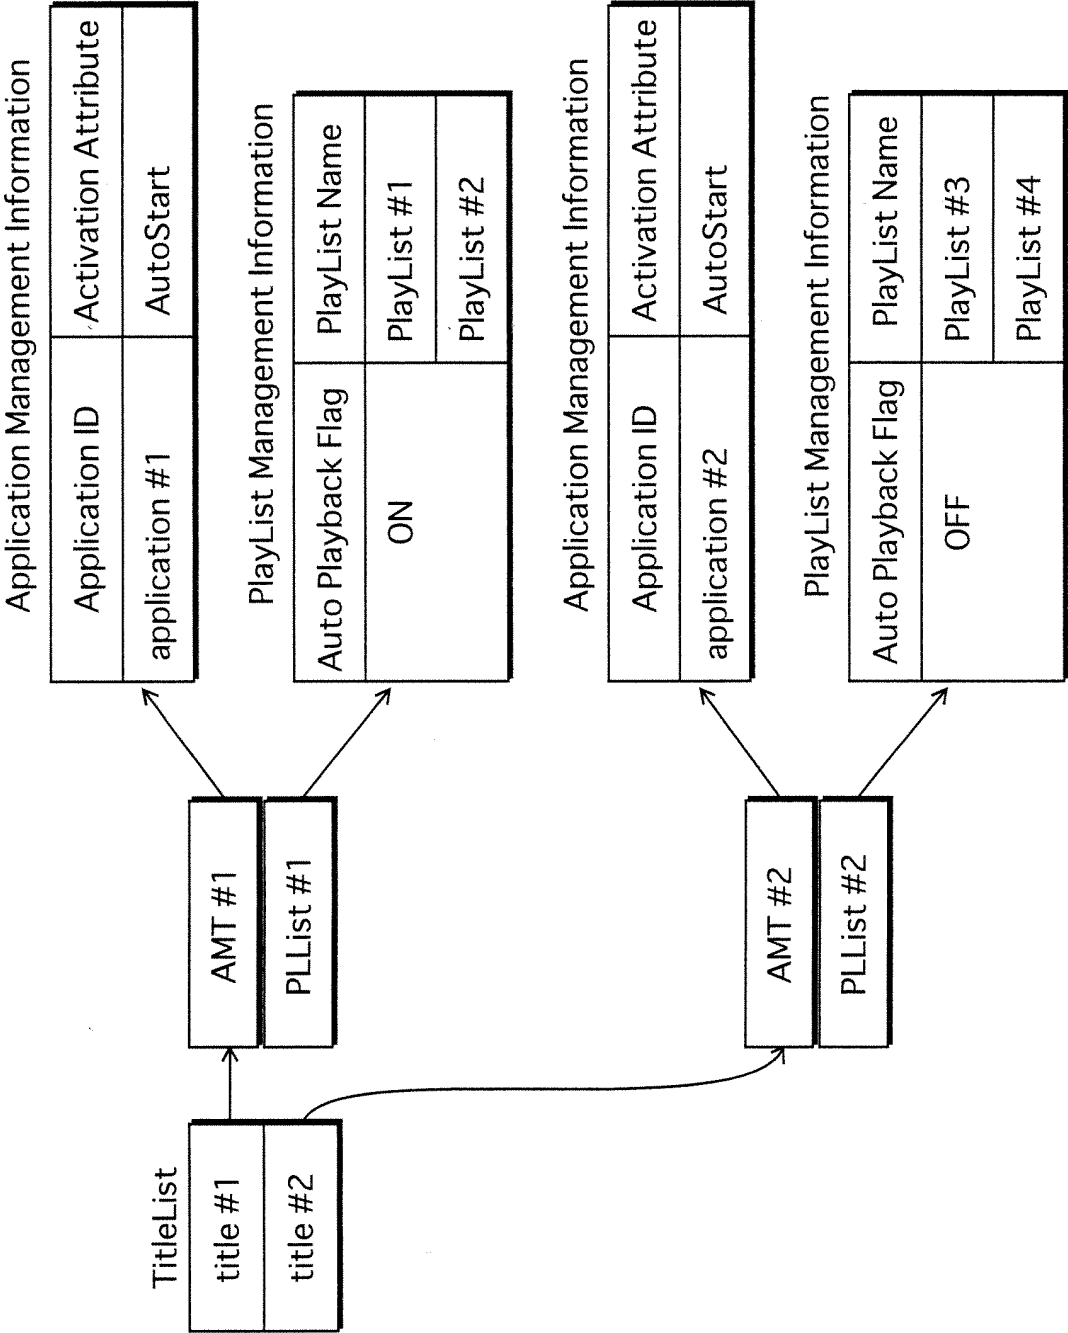 TitleList
title #1
title #2
AMT #1
PLList #1
AMT #2
PLList #2
Application Management Information
Application ID Activation Attribute
application #1 AutoStart
PlayList Management Information
Auto Playback Flag PlayList Name
ON PlayList #1
PlayList #2
Application Management Information
Application ID Activation Attribute
application #2 AutoStart
PlayList Management Information
Auto Playback Flag PlayList Name
OFF PlayList #3
PlayList #4